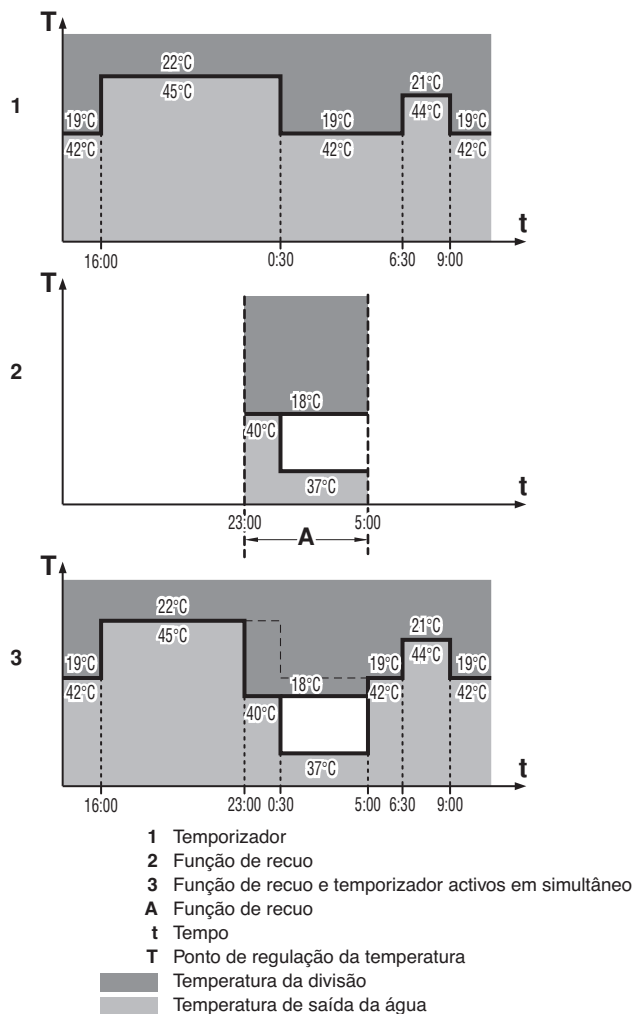 T
22°C
45°C
21°C
44°C
1
19°C
19°C
19°C
42°C
42°C
42°C
t
16:00
0:30
6:30
9:00
T
2
18°C
40°C
37°C
t
23:00
5:00
A
T
22°C
45°C
21°C
44°C
3
19°C
19°C
19°C
42°C
18°C
42°C
42°C
40°C
37°C
t
16:00
23:00
0:30
5:00
6:30
9:00
1 Temporizador
2 Função de recuo
3 Função de recuo e temporizador activos em simultâneo
A Função de recuo
t Tempo
T Ponto de regulação da temperatura
Temperatura da divisão
Temperatura de saída da água